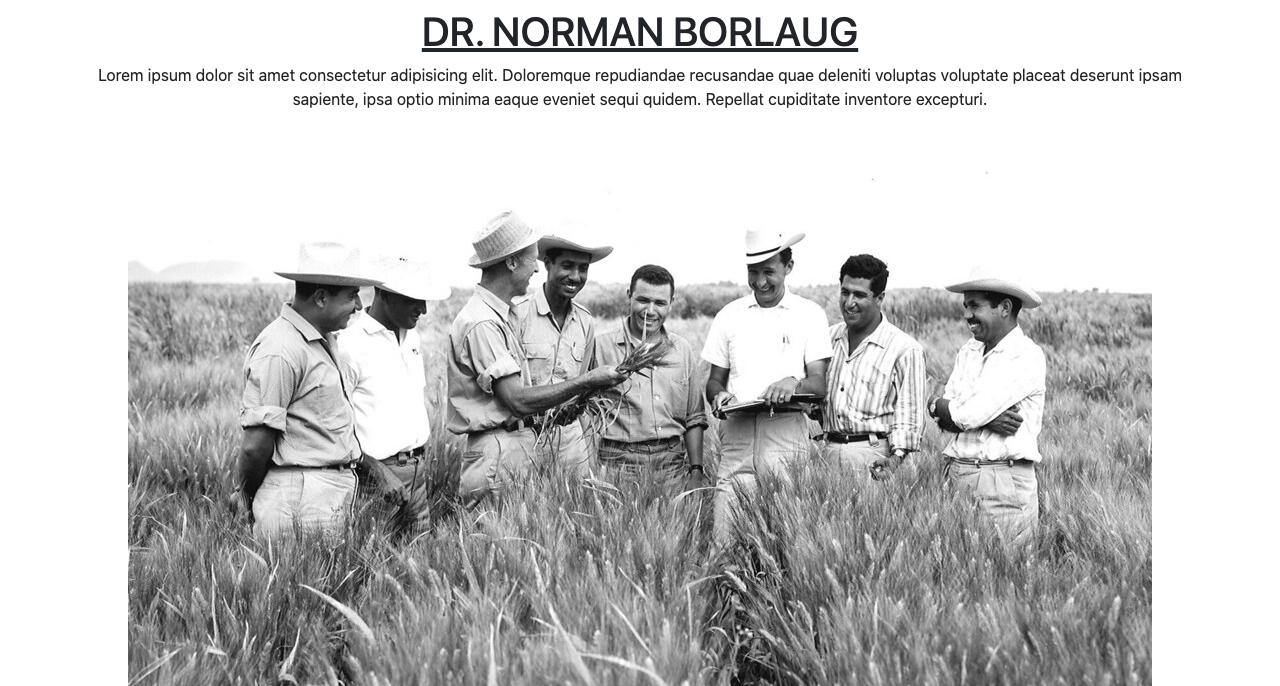 DR. NORMAN BORLAUG
Lorem ipsum dolor sit amet consectetur adipisicing elit. Doloremque repudiandae recusandae quae deleniti voluptas voluptate placeat deserunt ipsam
sapiente, ipsa optio minima eaque eveniet sequi quidem. Repellat cupiditate inventore excepturi.